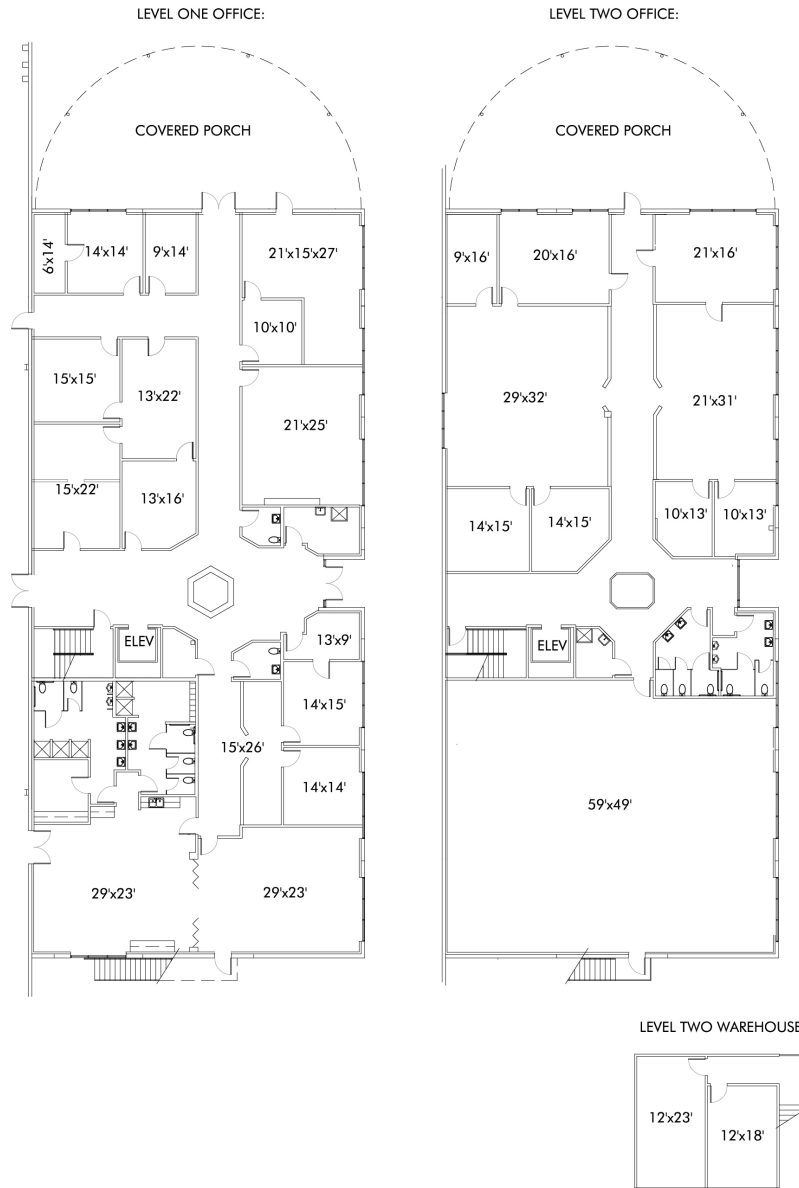 LEVEL ONE OFFICE:
COVERED PORCH
6'x14'
14'x14'
9'x14'
21'x15'x27'
10'x10'
15'x15'
13'x22'
21'x25'
15'x22'
13'x16'
ELEV
13'x9'
14'x15'
15'x26'
14'x14'
29'x23'
29'x23'
LEVEL TWO OFFICE:
COVERED PORCH
9'x16'
20'x16'
21'x16'
29'x32'
21'x31'
14'x15'
14'x15'
10'x13'
10'x13'
ELEV
59'x49'
LEVEL TWO WAREHOUSE
12'x23'
12'x18'